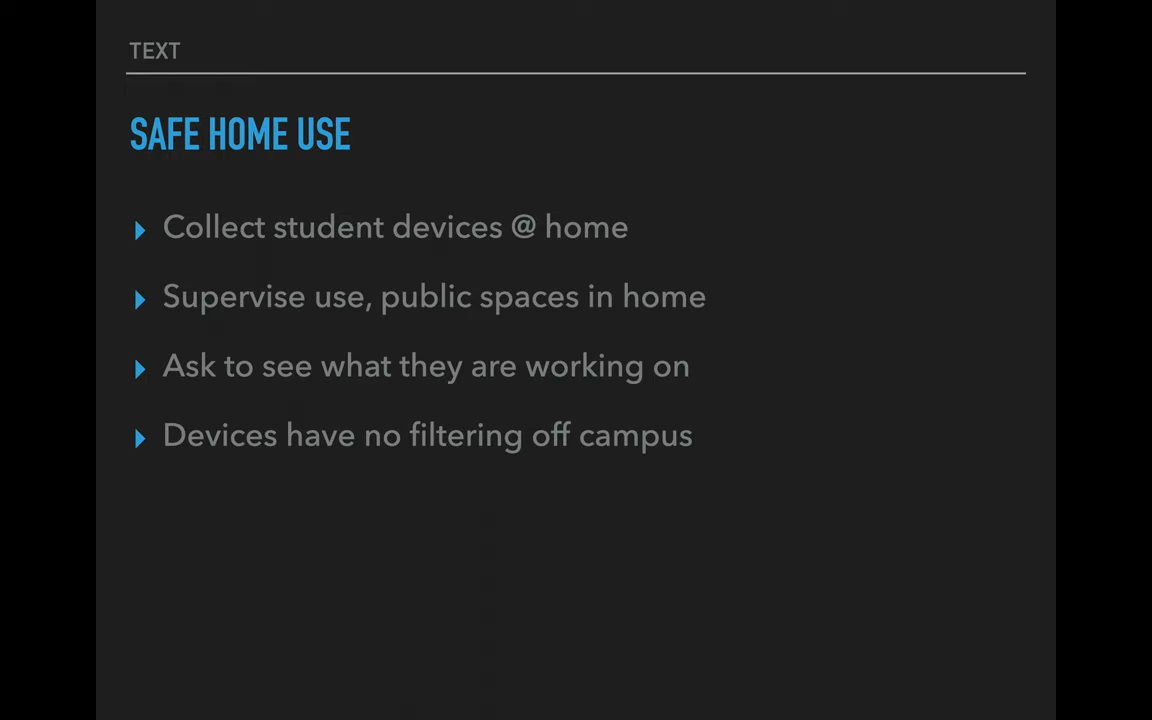 TEXT
SAFE HOME USE
Collect student devices @ home
Supervise use, public spaces in home
Ask to see what they are working on
Devices have no filtering off campus